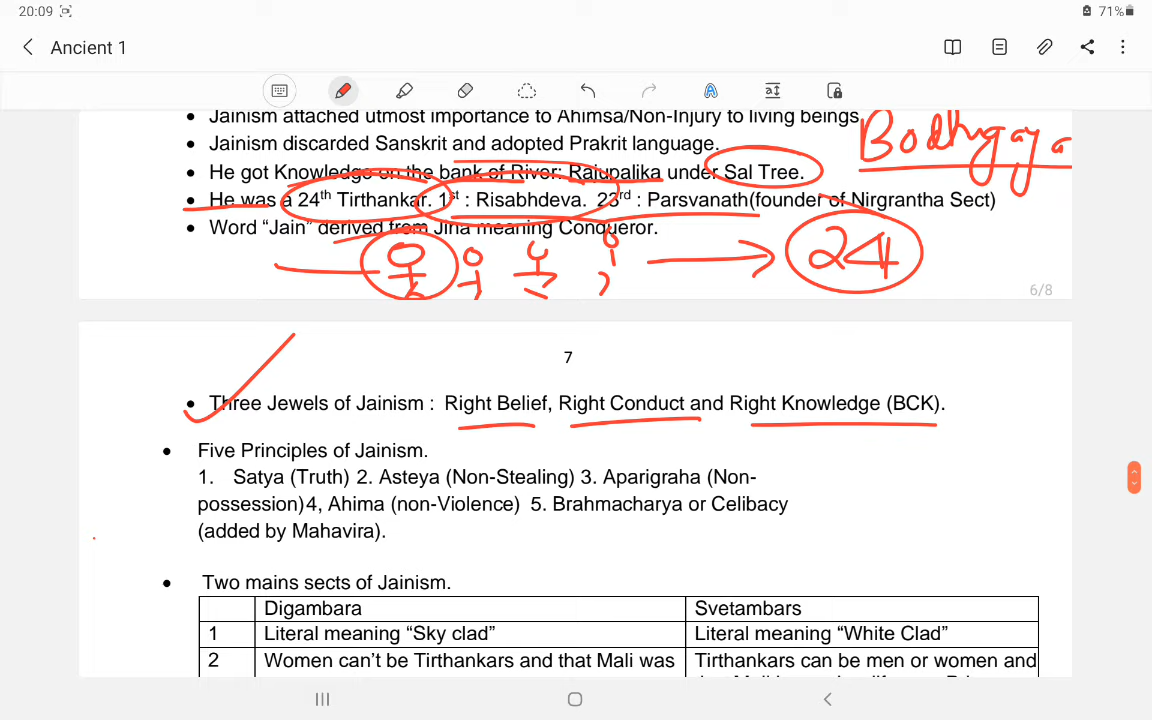 20:09 71%
Ancient 1
• Jainism attached utmost importance to Ahimsa/Non-Injury to living beings.
Bodhgaya
• Jainism discarded Sanskrit and adopted Prakrit language.
• He got Knowledge on the bank of River: Rajupalika under Sal Tree.
• He was a 24th Tirthankar. 1st : Risabhdeva. 23rd : Parsvanath(founder of Nirgrantha Sect)
• Word “Jain” derived from Jina meaning Conqueror.
24
6/8
7
• Three Jewels of Jainism : Right Belief, Right Conduct and Right Knowledge (BCK).
• Five Principles of Jainism.
1. Satya (Truth) 2. Asteya (Non-Stealing) 3. Aparigraha (Non-
possession)4, Ahima (non-Violence) 5. Brahmacharya or Celibacy
(added by Mahavira).
• Two mains sects of Jainism.
Digambara Svetambars
1 Literal meaning “Sky clad” Literal meaning “White Clad”
2 Women can’t be Tirthankars and that Mali was Tirthankars can be men or women and